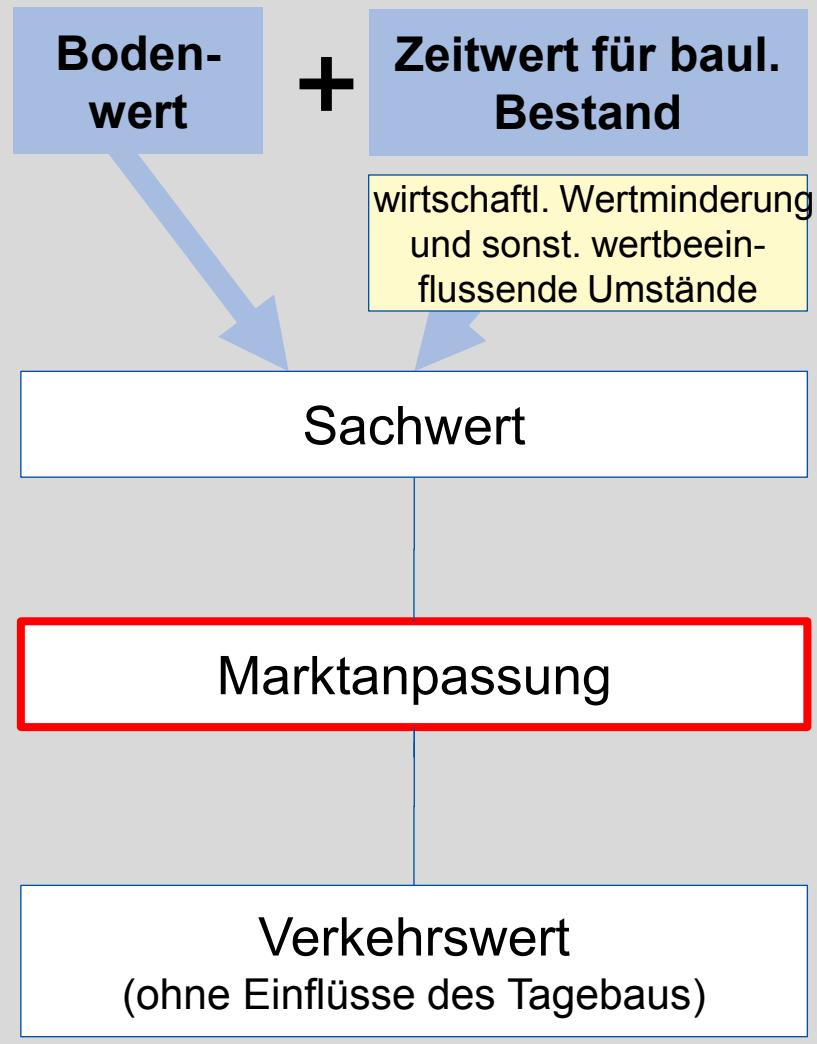 Boden-
wert
+
Zeitwert für baul.
Bestand
wirtschaftl. Wertminderung
und sonst. wertbeein-
flussende Umstände
Sachwert
Marktanpassung
Verkehrswert
(ohne Einflüsse des Tagebaus)